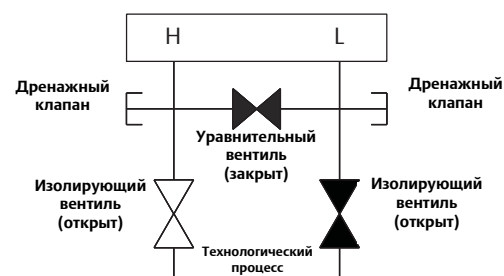 H
L
Дренажный
клапан
Дренажный
клапан
Уравнительный
вентиль
(закрыт)
Изолирующий
вентиль
(открыт)
Изолирующий
вентиль
(открыт)
Технологический
процесс